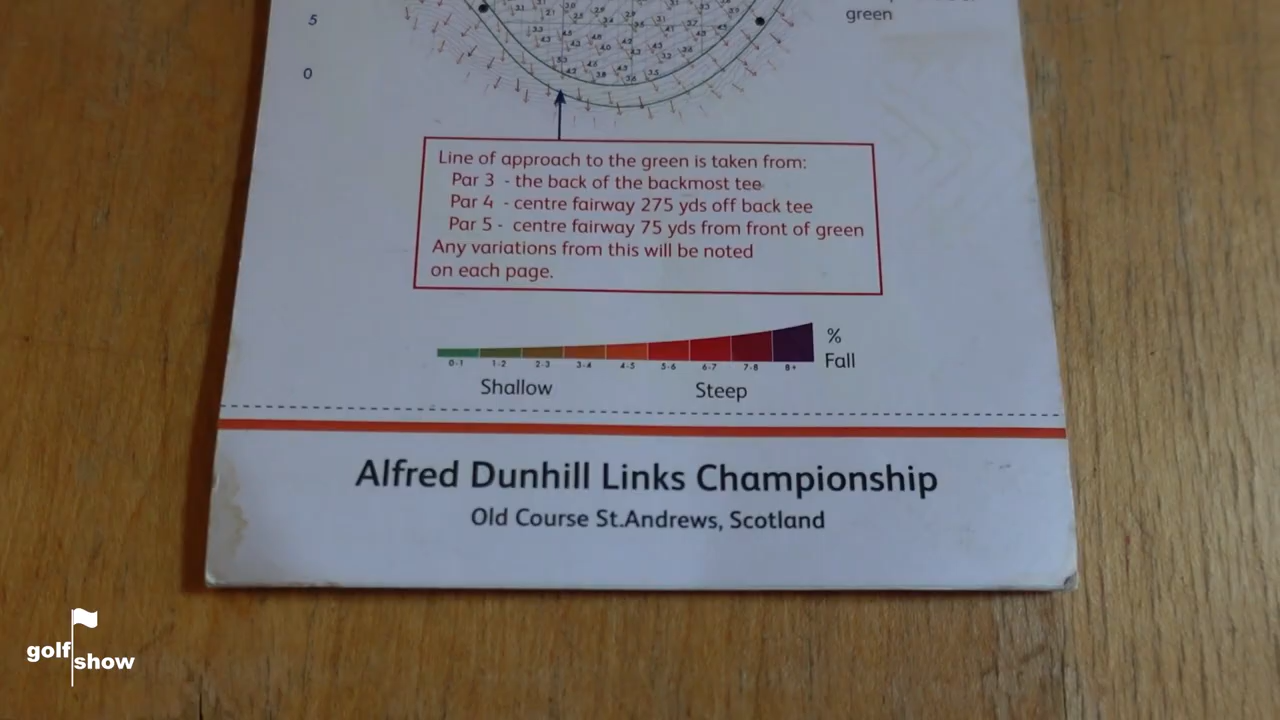 5
green
0
Line of approach to the green is taken from:
Par 3 - the back of the backmost tee
Par 4 - centre fairway 275 yds off back tee
Par 5 - centre fairway 75 yds from front of green
Any variations from this will be noted
on each page.
%
Fall
0-1 1-2 2-3 3-4 4-5 5-6 6-7 7-8 8+
Shallow Steep
Alfred Dunhill Links Championship
Old Course St.Andrews, Scotland
golf
show